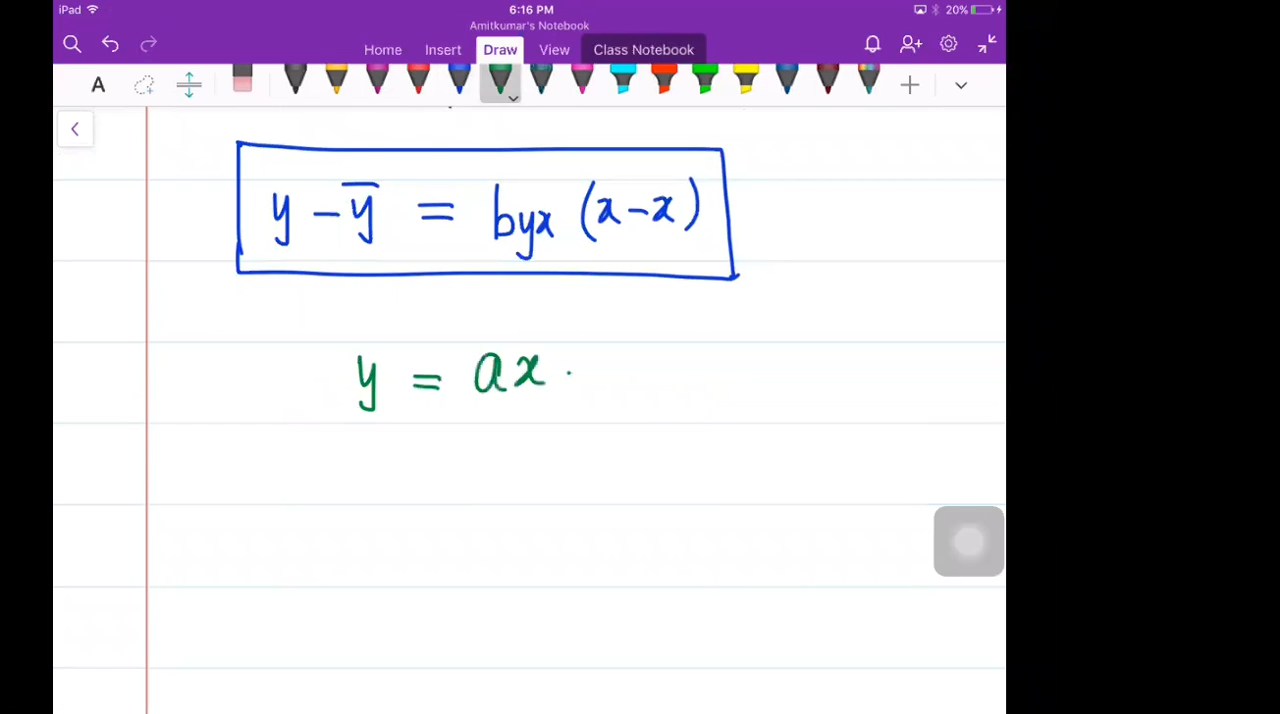 iPad 6:16 PM 20%
Amitkumar's Notebook
Home Insert Draw View Class Notebook
A
y - y̅ = byx (x - x)
y = ax